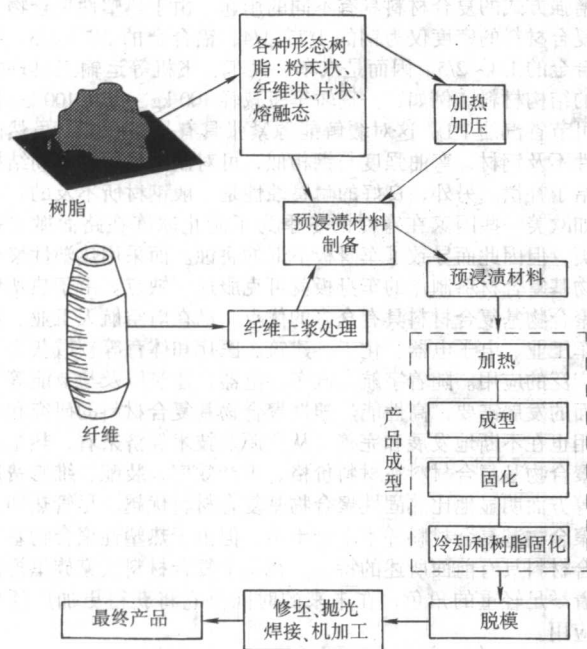 各种形态树
脂:粉末状、
纤维状、片状、
熔融态
加热
加压
树脂
预浸渍材料
制备
预浸渍材料
纤维上浆处理
纤维
产品成型
加热
成型
固化
冷却和树脂固化
脱模
修坯、抛光
焊接、机加工
最终产品